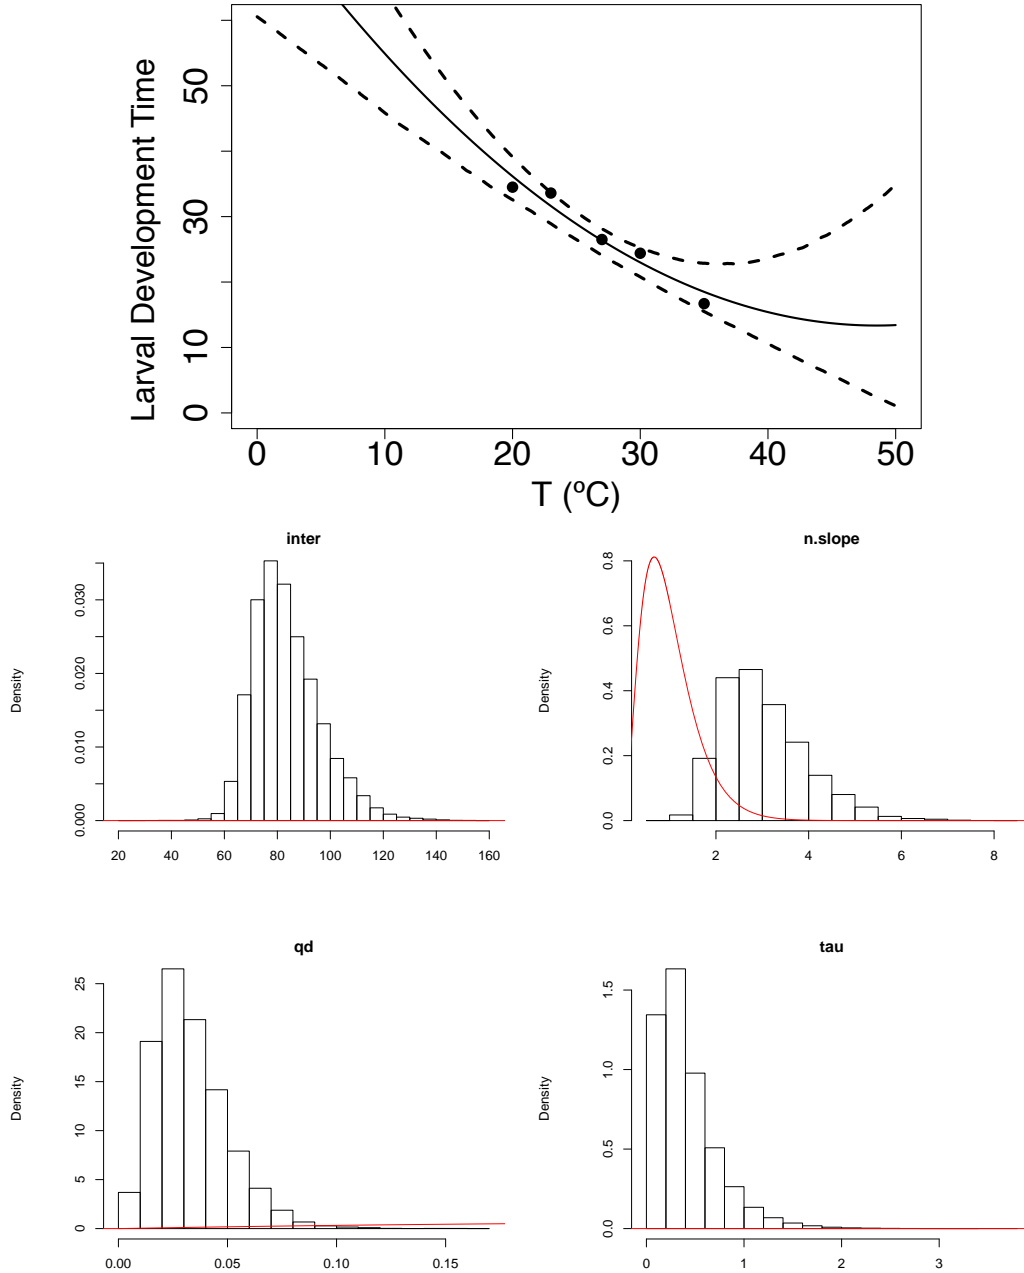 Larval Development Time
0 10 30 50
0 10 20 30 40 50
T (ºC)
inter
Density
0.000 0.010 0.020 0.030
20 40 60 80 100 120 140 160
n.slope
Density
0.0 0.2 0.4 0.6 0.8
2 4 6 8
qd
Density
0 5 10 15 20 25
0.00 0.05 0.10 0.15
tau
Density
0.0 0.5 1.0 1.5
0 1 2 3